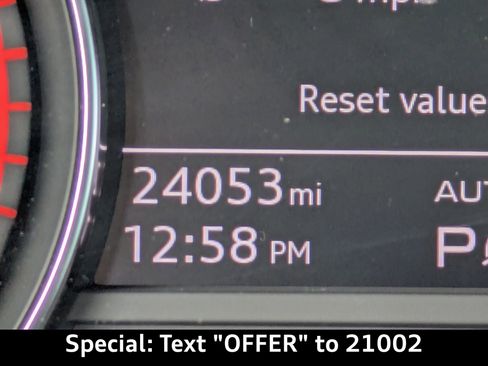 Reset value
24053 mi
AUT
12:58 PM
P
Special: Text "OFFER" to 21002